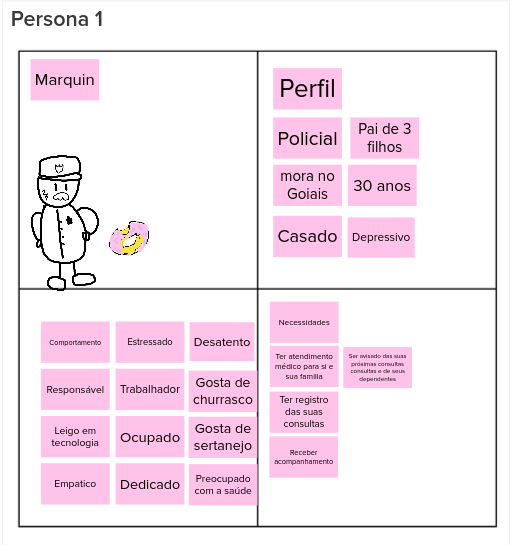 Persona 1
Marquin
Perfil
Policial
Pai de 3
filhos
mora no
Goiais
30 anos
Casado
Depressivo
Comportamento
Estressado
Desatento
Responsável
Trabalhador
Gosta de
churrasco
Leigo em
tecnologia
Ocupado
Gosta de
sertanejo
Empatico
Dedicado
Preocupado
com a saúde
Necessidades
Ter atendimento
médico para si e
sua família
Ser avisado das suas
próximas consultas
consultas e de seus
dependentes
Ter registro
das suas
consultas
Receber
acompanhamento